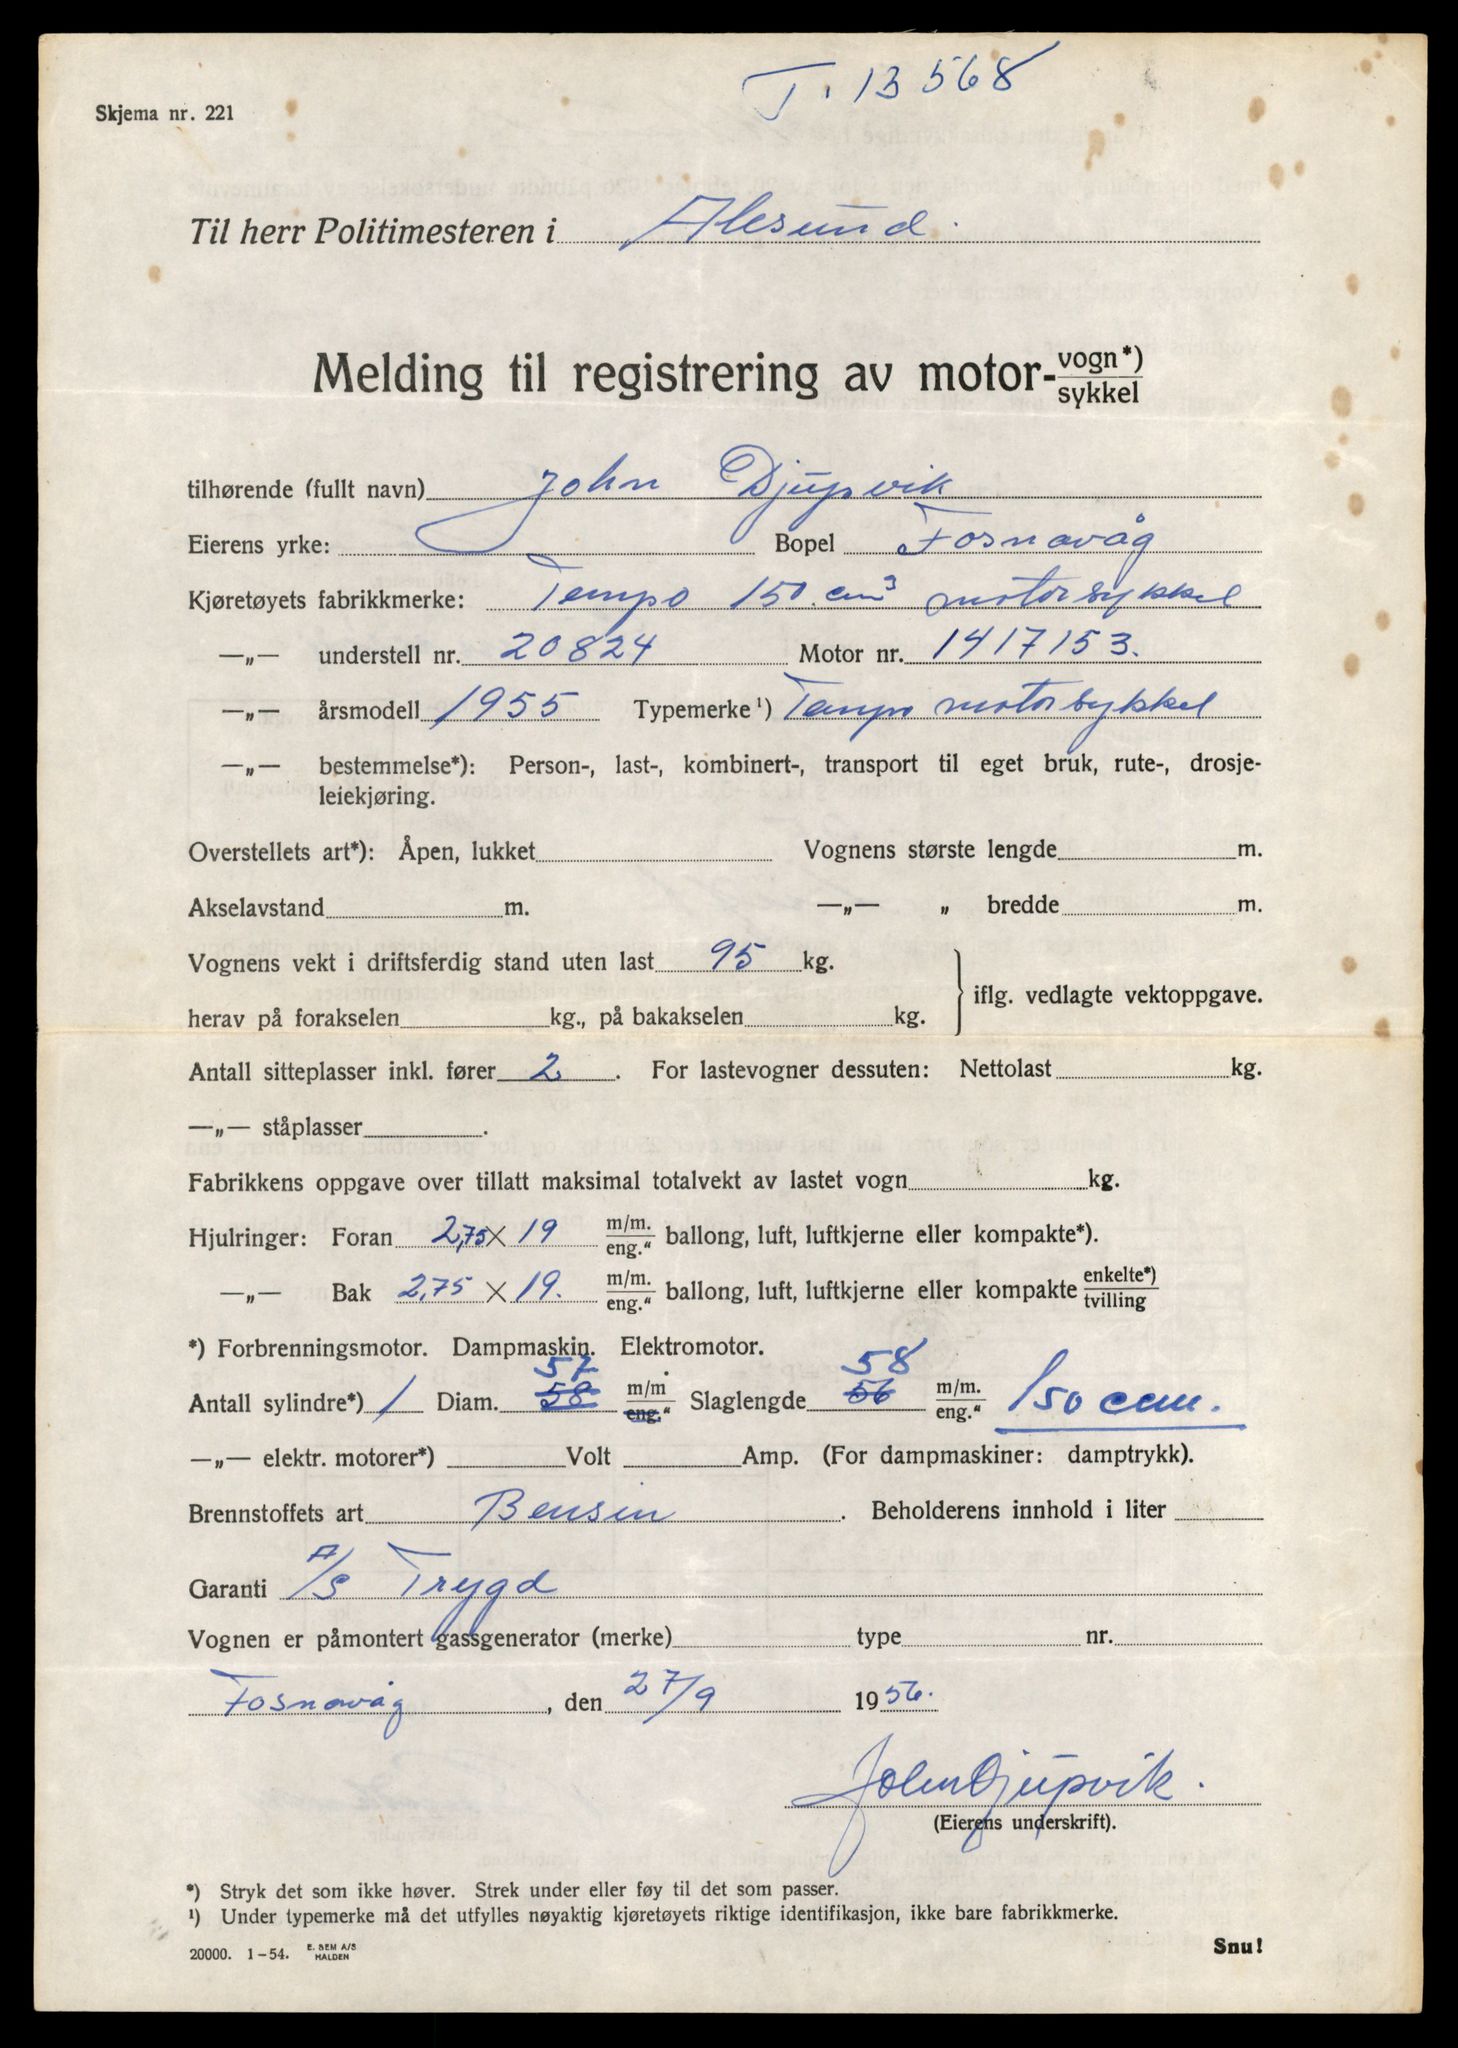 T. 13568
Skjema nr. 221
Til herr Politimesteren i Ålesund.
Melding til registrering av motor-vogn*)/sykkel
tilhørende (fullt navn) John Djupvik
Eierens yrke: Bopel Fosnavåg
Kjøretøyets fabrikkmerke: Tempo 150 cm³ motorsykkel
—„— understell nr. 20824 Motor nr. 1417153.
—„— årsmodell 1955 Typemerke¹) Tempo motorsykkel
—„— bestemmelse*): Person-, last-, kombinert-, transport til eget bruk, rute-, drosje-
leiekjøring.
Overstellets art*): Åpen, lukket Vognens største lengde m.
Akselavstand m. —„— „ bredde m.
Vognens vekt i driftsferdig stand uten last 95 kg.
iflg. vedlagte vektoppgave.
herav på forakselen kg., på bakakselen kg.
Antall sitteplasser inkl. fører 2. For lastevogner dessuten: Nettolast kg.
—„— ståplasser .
Fabrikkens oppgave over tillatt maksimal totalvekt av lastet vogn kg.
Hjulringer: Foran 2,75 × 19 m/m./eng.“ ballong, luft, luftkjerne eller kompakte*).
—„— Bak 2,75 × 19. m/m./eng.“ ballong, luft, luftkjerne eller kompakte enkelte*)/tvilling
*) Forbrenningsmotor. Dampmaskin. Elektromotor.
57 58
Antall sylindre*) 1 Diam. 58 m/m/eng.“ Slaglengde 56 m/m./eng.“ 150 ccm.
—„— elektr. motorer*) Volt Amp. (For dampmaskiner: damptrykk).
Brennstoffets art Bensin . Beholderens innhold i liter
Garanti A/S Trygd
Vognen er påmontert gassgenerator (merke) type nr.
Fosnavåg, den 27/9 1956.
John Djupvik.
(Eierens underskrift).
*) Stryk det som ikke høver. Strek under eller føy til det som passer.
¹) Under typemerke må det utfylles nøyaktig kjøretøyets riktige identifikasjon, ikke bare fabrikkmerke.
20000. 1–54. E. SEM A/S HALDEN
Snu!